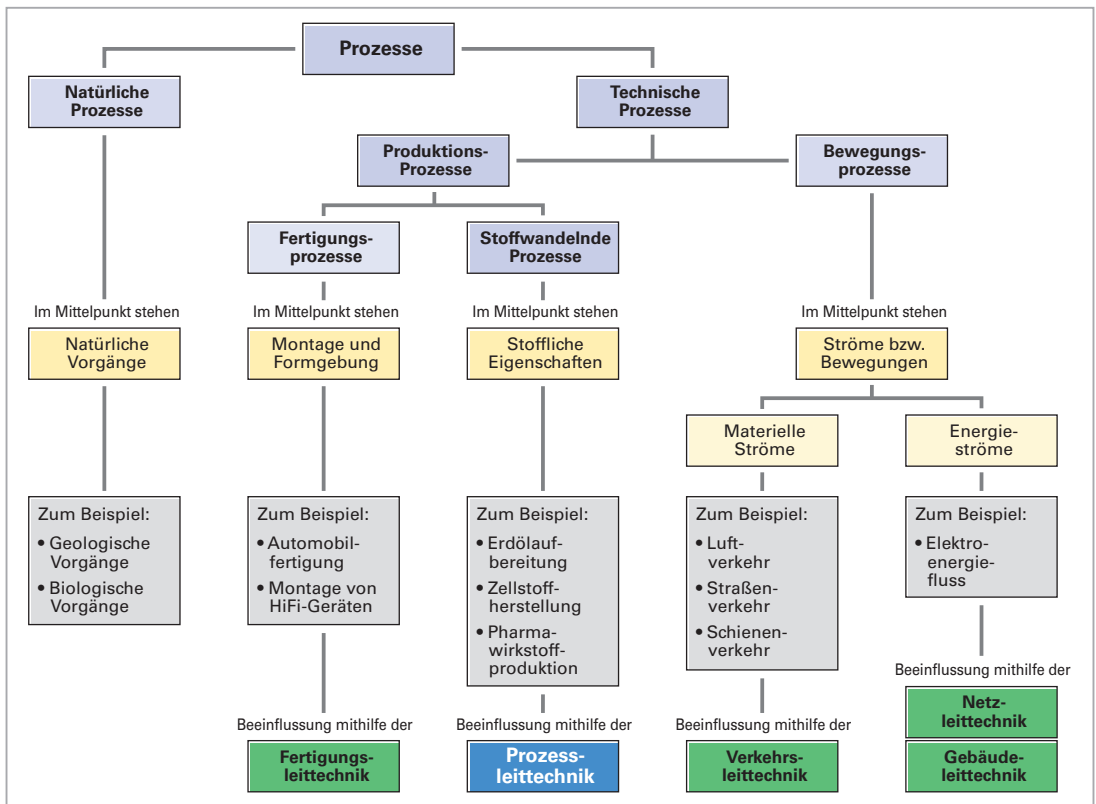 Prozesse
Natürliche
Prozesse
Technische
Prozesse
Produktions-
Prozesse
Bewegungs-
prozesse
Fertigungs-
prozesse
Stoffwandelnde
Prozesse
Im Mittelpunkt stehen
Natürliche
Vorgänge
Im Mittelpunkt stehen
Montage und
Formgebung
Im Mittelpunkt stehen
Stoffliche
Eigenschaften
Im Mittelpunkt stehen
Ströme bzw.
Bewegungen
Materielle
Ströme
Energie-
ströme
Zum Beispiel:
• Geologische
Vorgänge
• Biologische
Vorgänge
Zum Beispiel:
• Automobil-
fertigung
• Montage von
HiFi-Geräten
Zum Beispiel:
• Erdölauf-
bereitung
• Zellstoff-
herstellung
• Pharma-
wirkstoff-
produktion
Zum Beispiel:
• Luft-
verkehr
• Straßen-
verkehr
• Schienen-
verkehr
Zum Beispiel:
• Elektro-
energie-
fluss
Beeinflussung mithilfe der
Fertigungs-
leittechnik
Beeinflussung mithilfe der
Prozess-
leittechnik
Beeinflussung mithilfe der
Verkehrs-
leittechnik
Beeinflussung mithilfe der
Netz-
leittechnik
Gebäude-
leittechnik